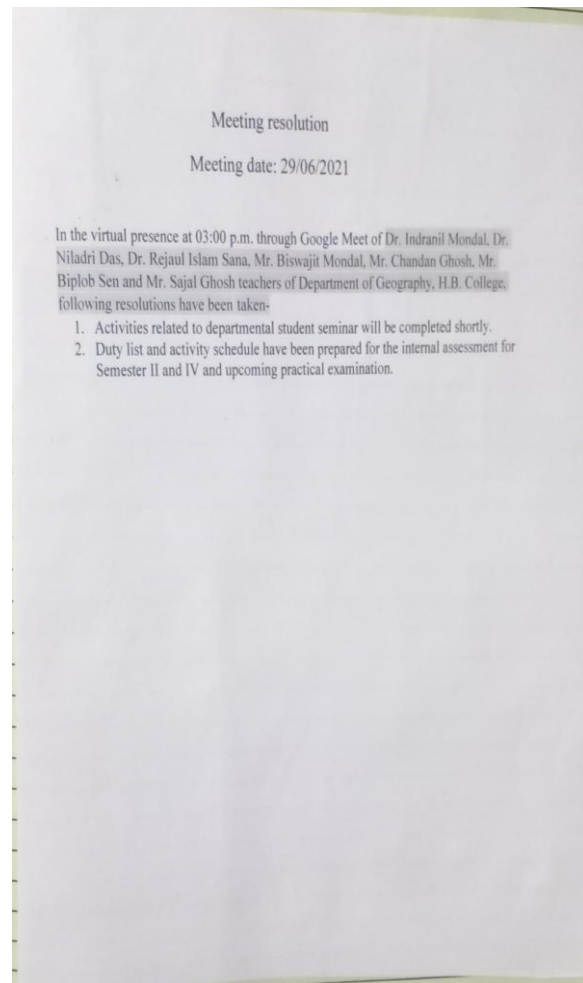 Meeting resolution
Meeting date: 29/06/2021
In the virtual presence at 03:00 p.m. through Google Meet of Dr. Indranil Mondal, Dr.
Niladri Das, Dr. Rejaul Islam Sana, Mr. Biswajit Mondal, Mr. Chandan Ghosh, Mr.
Biplob Sen and Mr. Sajal Ghosh teachers of Department of Geography, H.B. College,
following resolutions have been taken-
1. Activities related to departmental student seminar will be completed shortly.
2. Duty list and activity schedule have been prepared for the internal assessment for
Semester II and IV and upcoming practical examination.